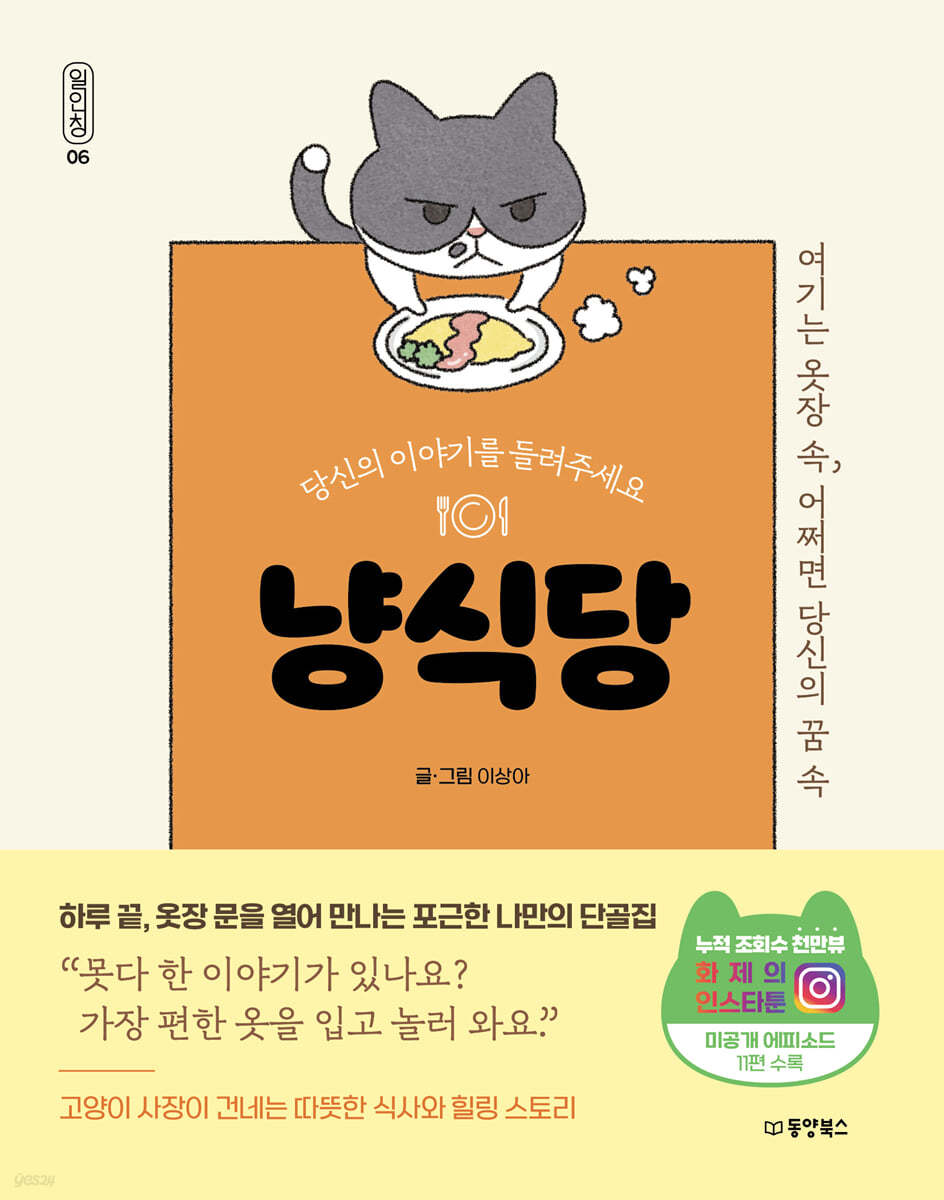 일인칭
06
여기는 옷장 속, 어쩌면 당신의 꿈 속
당신의 이야기를 들려주세요
냥식당
글·그림 이상아
하루 끝, 옷장 문을 열어 만나는 포근한 나만의 단골집
“못다 한 이야기가 있나요?
가장 편한 옷을 입고 놀러 와요.”
고양이 사장이 건네는 따뜻한 식사와 힐링 스토리
누적 조회수 천만뷰
화제의
인스타툰
미공개 에피소드
11편 수록
동양북스
yes24